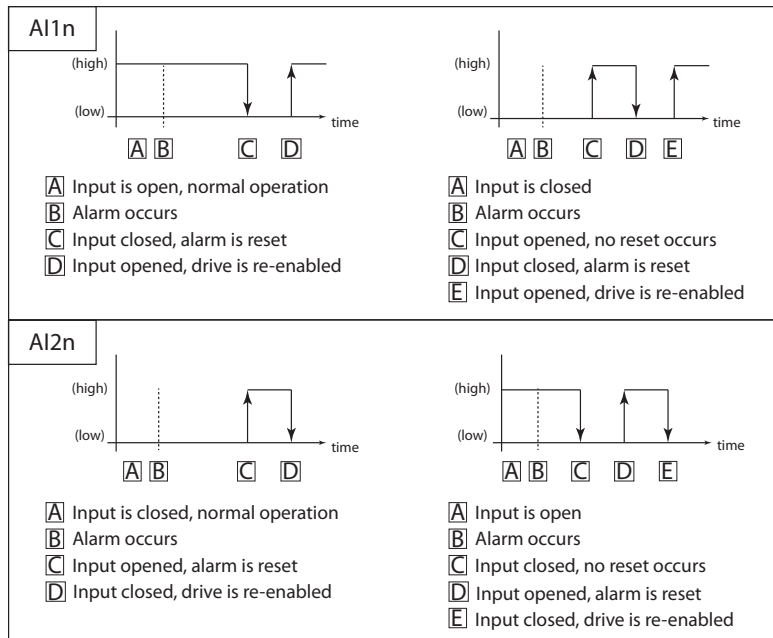 AI1n
(high)
(low)
time
A B C D
A Input is open, normal operation
B Alarm occurs
C Input closed, alarm is reset
D Input opened, drive is re-enabled
(high)
(low)
time
A B C D E
A Input is closed
B Alarm occurs
C Input opened, no reset occurs
D Input closed, alarm is reset
E Input opened, drive is re-enabled
AI2n
(high)
(low)
time
A B C D
A Input is closed, normal operation
B Alarm occurs
C Input opened, alarm is reset
D Input closed, drive is re-enabled
(high)
(low)
time
A B C D E
A Input is open
B Alarm occurs
C Input closed, no reset occurs
D Input opened, alarm is reset
E Input closed, drive is re-enabled